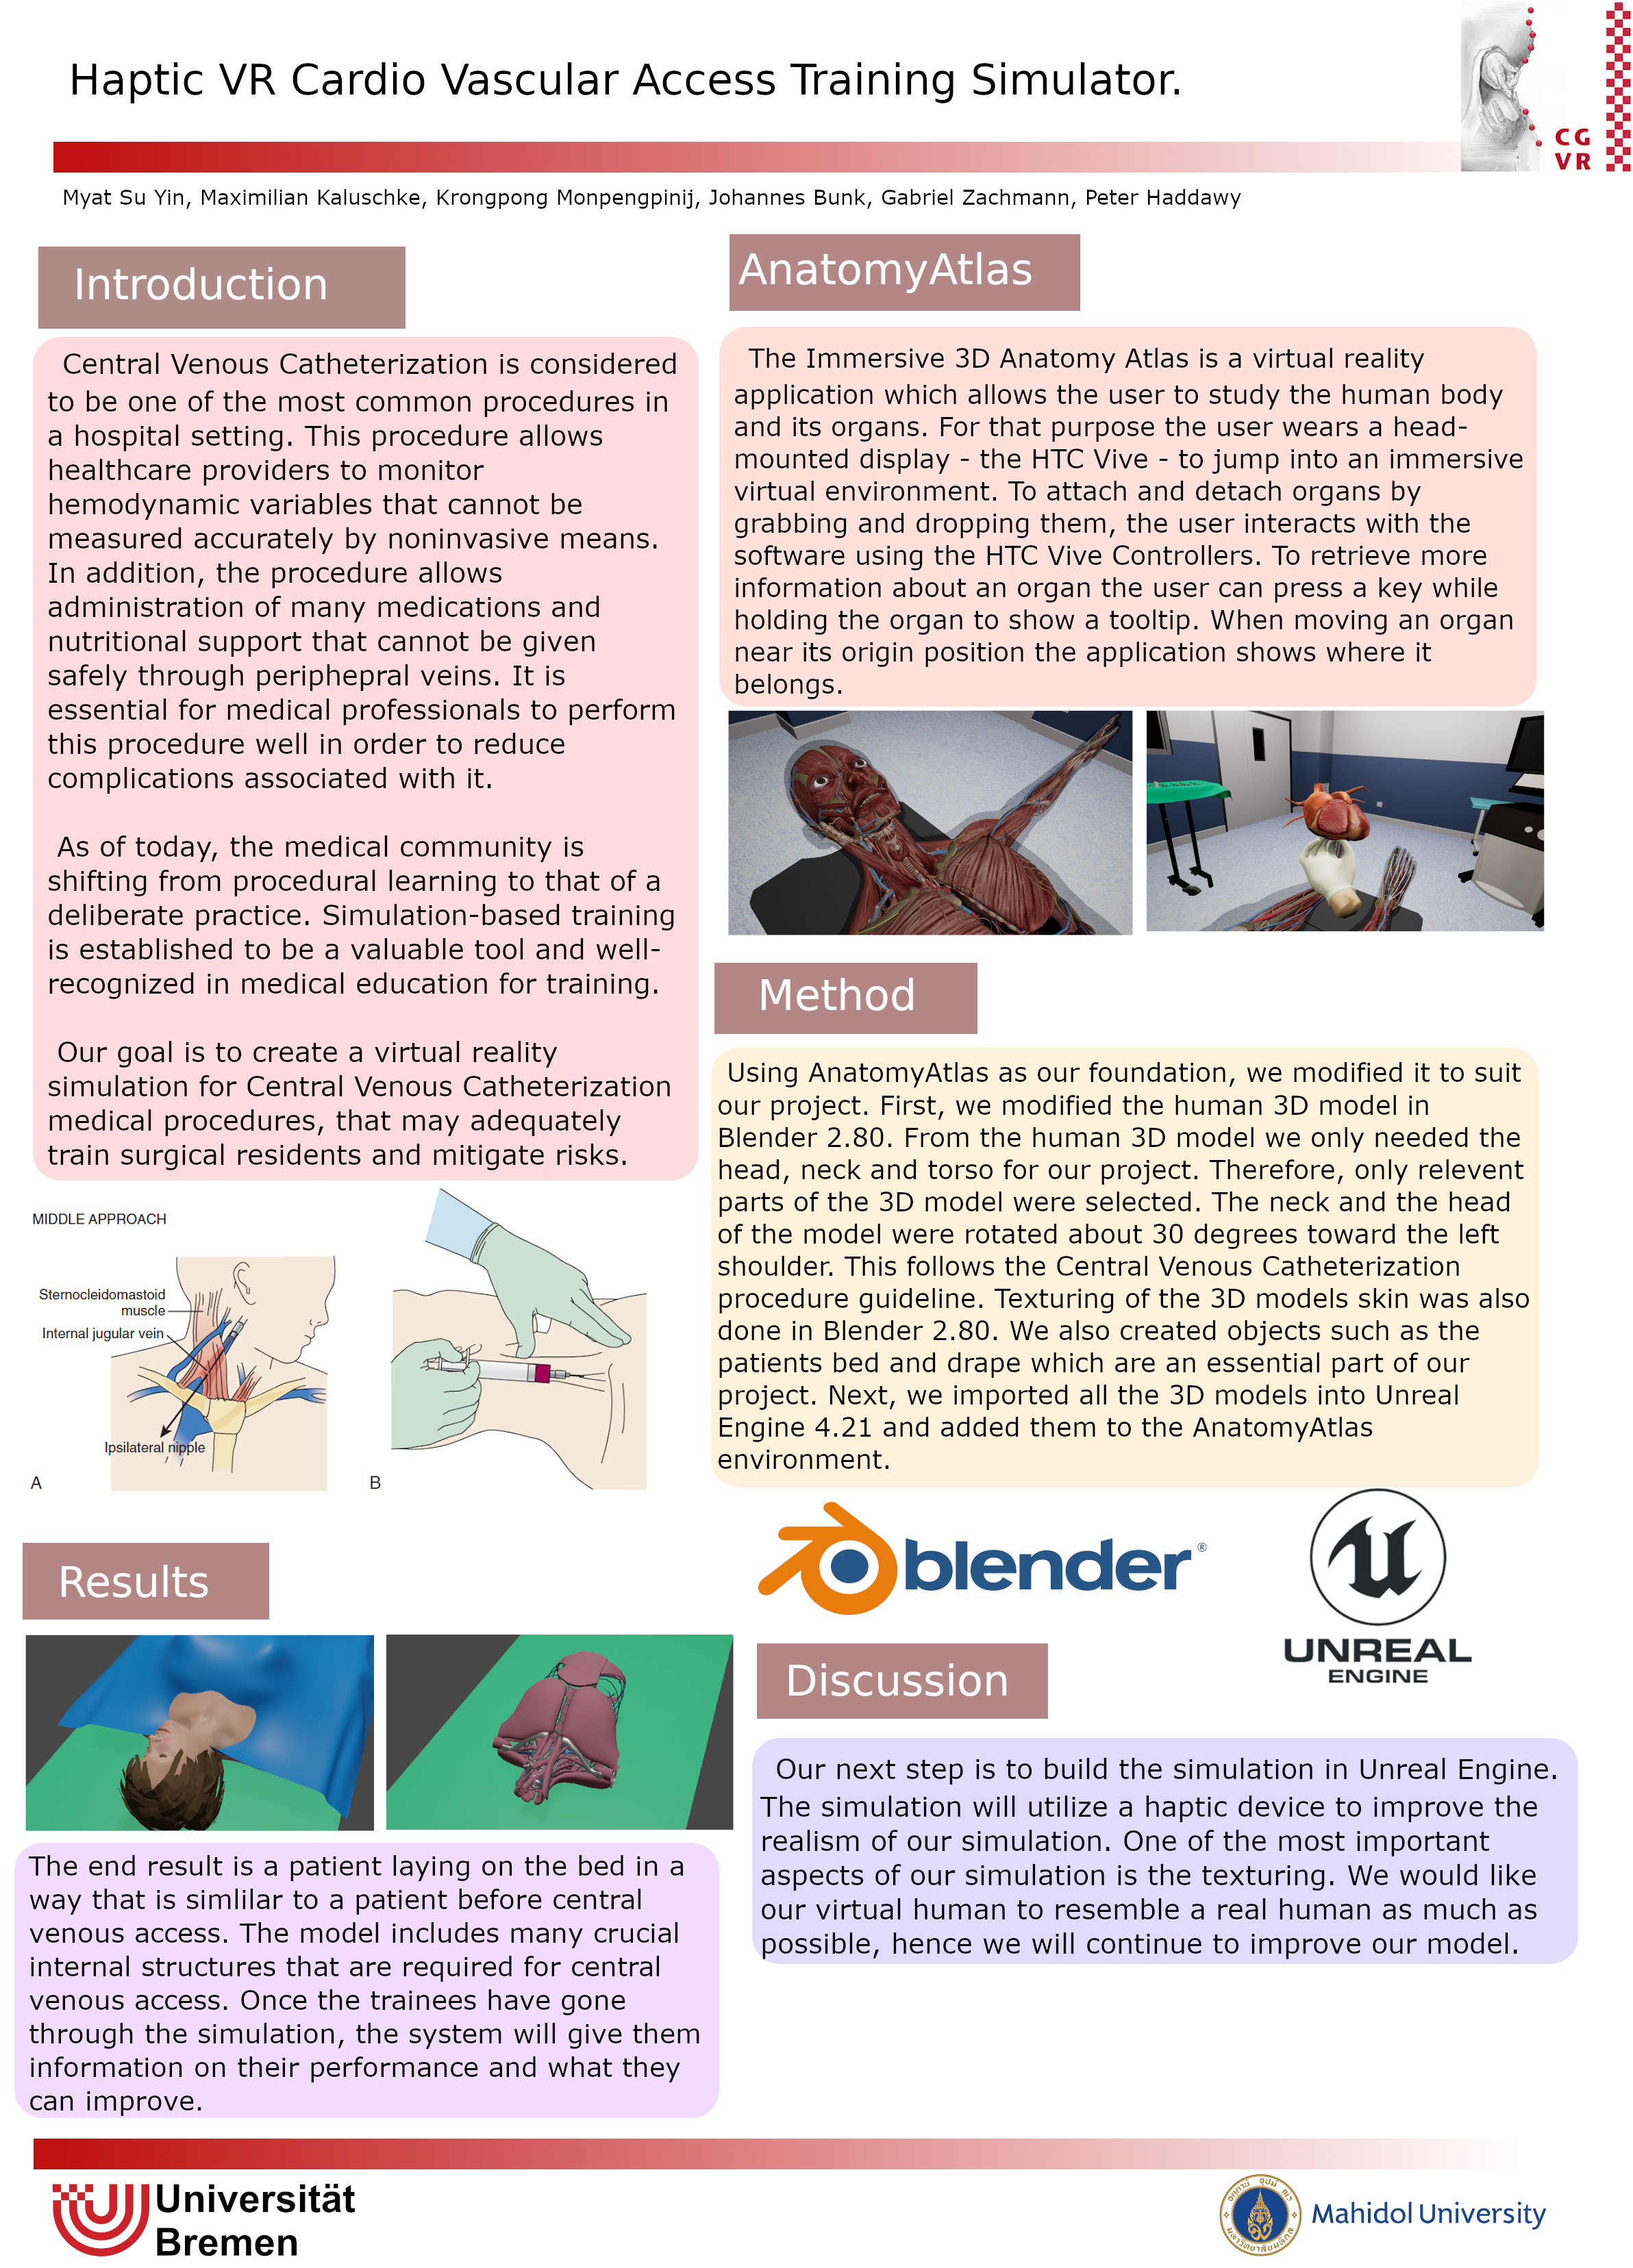 Haptic VR Cardio Vascular Access Training Simulator.
CG
VR
Myat Su Yin, Maximilian Kaluschke, Krongpong Monpengpinij, Johannes Bunk, Gabriel Zachmann, Peter Haddawy
Introduction
Central Venous Catheterization is considered
to be one of the most common procedures in
a hospital setting. This procedure allows
healthcare providers to monitor
hemodynamic variables that cannot be
measured accurately by noninvasive means.
In addition, the procedure allows
administration of many medications and
nutritional support that cannot be given
safely through periphepral veins. It is
essential for medical professionals to perform
this procedure well in order to reduce
complications associated with it.
As of today, the medical community is
shifting from procedural learning to that of a
deliberate practice. Simulation-based training
is established to be a valuable tool and well-
recognized in medical education for training.
Our goal is to create a virtual reality
simulation for Central Venous Catheterization
medical procedures, that may adequately
train surgical residents and mitigate risks.
MIDDLE APPROACH
Sternocleidomastoid
muscle
Internal jugular vein
Ipsilateral nipple
A
B
Results
The end result is a patient laying on the bed in a
way that is simlilar to a patient before central
venous access. The model includes many crucial
internal structures that are required for central
venous access. Once the trainees have gone
through the simulation, the system will give them
information on their performance and what they
can improve.
AnatomyAtlas
The Immersive 3D Anatomy Atlas is a virtual reality
application which allows the user to study the human body
and its organs. For that purpose the user wears a head-
mounted display - the HTC Vive - to jump into an immersive
virtual environment. To attach and detach organs by
grabbing and dropping them, the user interacts with the
software using the HTC Vive Controllers. To retrieve more
information about an organ the user can press a key while
holding the organ to show a tooltip. When moving an organ
near its origin position the application shows where it
belongs.
Method
Using AnatomyAtlas as our foundation, we modified it to suit
our project. First, we modified the human 3D model in
Blender 2.80. From the human 3D model we only needed the
head, neck and torso for our project. Therefore, only relevent
parts of the 3D model were selected. The neck and the head
of the model were rotated about 30 degrees toward the left
shoulder. This follows the Central Venous Catheterization
procedure guideline. Texturing of the 3D models skin was also
done in Blender 2.80. We also created objects such as the
patients bed and drape which are an essential part of our
project. Next, we imported all the 3D models into Unreal
Engine 4.21 and added them to the AnatomyAtlas
environment.
blender®
UNREAL
ENGINE
Discussion
Our next step is to build the simulation in Unreal Engine.
The simulation will utilize a haptic device to improve the
realism of our simulation. One of the most important
aspects of our simulation is the texturing. We would like
our virtual human to resemble a real human as much as
possible, hence we will continue to improve our model.
Universität
Bremen
Mahidol University